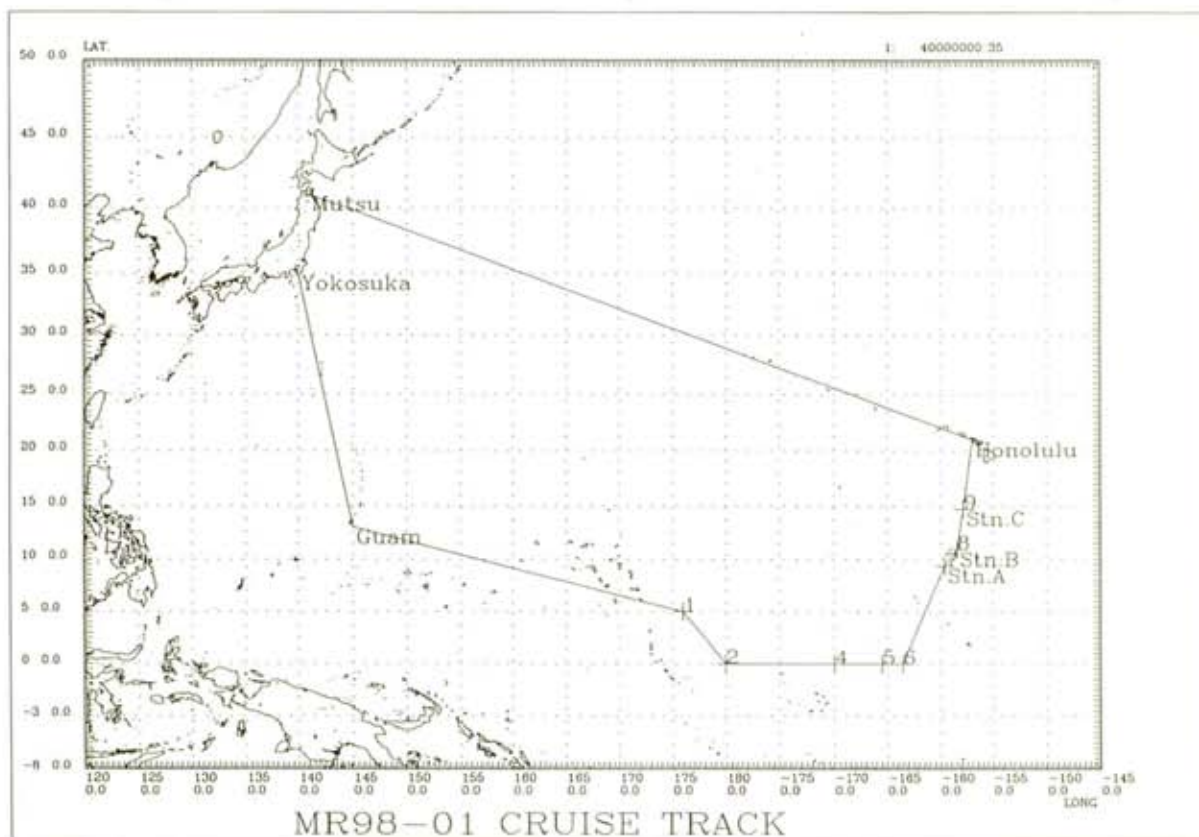 LAT. 1: 40000000.35
50 0.0
45 0.0
Mutsu
40 0.0
35 0.0
Yokosuka
30 0.0
25 0.0
20 0.0
Honolulu
15 0.0
9
Stn.C
Guam
8
10 0.0
Stn.B
Stn.A
5 0.0
1
0 0.0
2 4 5 6
-3 0.0
-8 0.0
120 125 130 135 140 145 150 155 160 165 170 175 180 -175 -170 -165 -160 -155 -150 -145
0.0 0.0 0.0 0.0 0.0 0.0 0.0 0.0 0.0 0.0 0.0 0.0 0.0 0.0 0.0 0.0 0.0 0.0 0.0 0.0
LONG
MR98-01 CRUISE TRACK